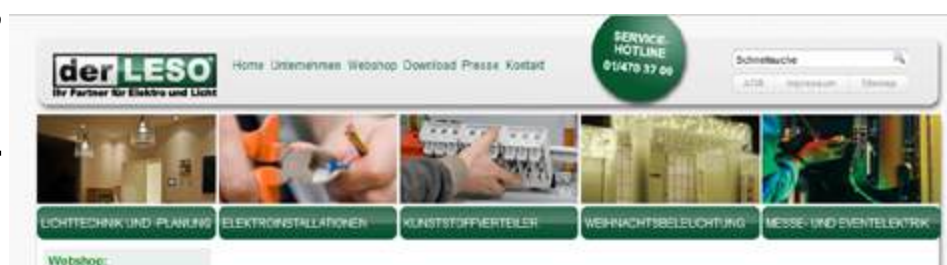 der LESO
Ihr Partner für Elektro und Licht
Home Unternehmen Webshop Download Presse Kontakt
SERVICE-
HOTLINE
01/470 37 00
Schnellsuche
AGB Impressum Sitemap
LICHTTECHNIK UND -PLANUNG
ELEKTROINSTALLATIONEN
KUNSTSTOFFVERTEILER
WEIHNACHTSBELEUCHTUNG
MESSE- UND EVENTELEKTRIK
Webshop: